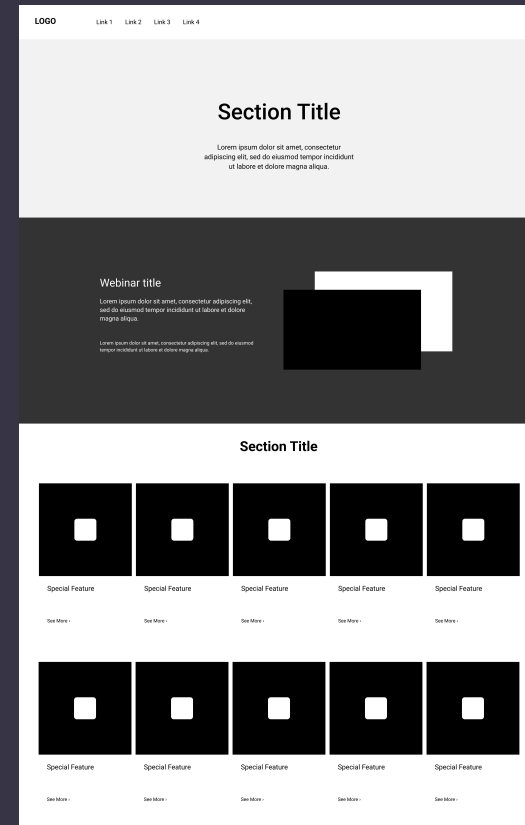 LOGO
Link 1
Link 2
Link 3
Link 4
Section Title
Lorem ipsum dolor sit amet, consectetur
adipiscing elit, sed do eiusmod tempor incididunt
ut labore et dolore magna aliqua.
Webinar title
Lorem ipsum dolor sit amet, consectetur adipiscing elit,
sed do eiusmod tempor incididunt ut labore et dolore
magna aliqua.
Lorem ipsum dolor sit amet, consectetur adipiscing elit, sed do eiusmod
tempor incididunt ut labore et dolore magna aliqua.
Section Title
Special Feature
Special Feature
Special Feature
Special Feature
Special Feature
See More ›
See More ›
See More ›
See More ›
See More ›
Special Feature
Special Feature
Special Feature
Special Feature
Special Feature
See More ›
See More ›
See More ›
See More ›
See More ›